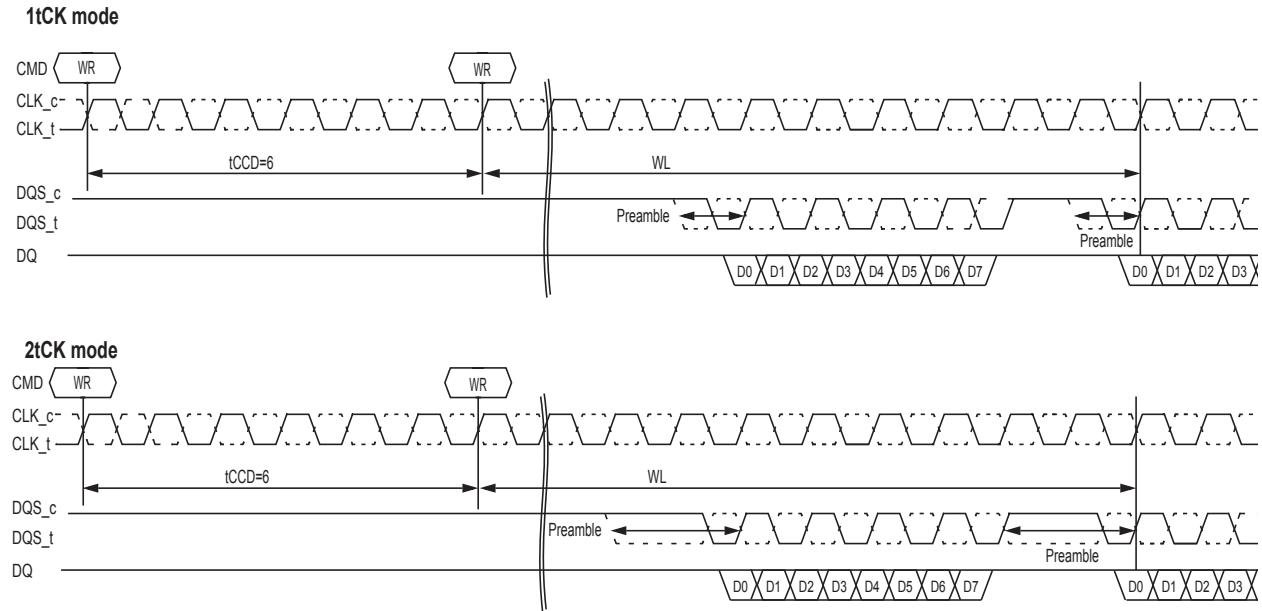 1tCK mode
CMD WR WR
CLK_c
CLK_t
tCCD=6 WL
DQS_c
Preamble
DQS_t
Preamble
DQ
D0 D1 D2 D3 D4 D5 D6 D7 D0 D1 D2 D3
2tCK mode
CMD WR WR
CLK_c
CLK_t
tCCD=6 WL
DQS_c
Preamble
DQS_t
Preamble
DQ
D0 D1 D2 D3 D4 D5 D6 D7 D0 D1 D2 D3